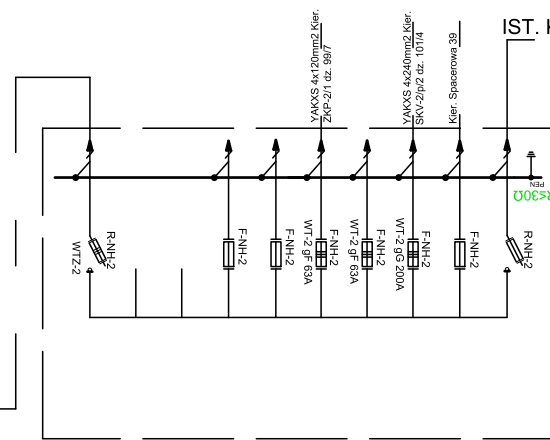 YAKXS 4x120mm2 Kier.
ZKP-2/1 dz. 99/7
YAKXS 4x240mm2 Kier.
SKV-2/p/2 dz. 101/4
Kier. Spacerowa 39
IST.
PEN
R≤30Ω
R-NH-2
WTZ-2
F-NH-2
F-NH-2
F-NH-2
WT-2 gF 63A
F-NH-2
WT-2 gF 63A
F-NH-2
WT-2 gG 200A
F-NH-2
R-NH-2